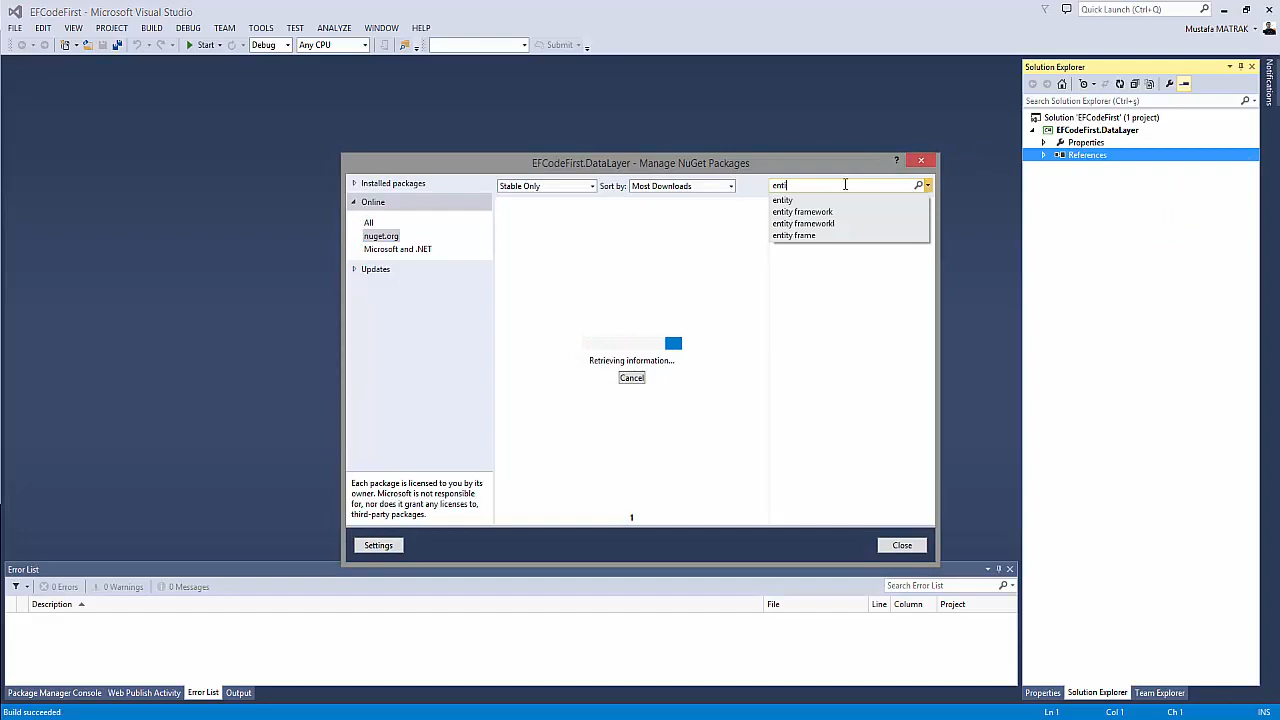 EFCodeFirst - Microsoft Visual Studio
Quick Launch (Ctrl+Q)
FILE EDIT VIEW PROJECT BUILD DEBUG TEAM TOOLS TEST ANALYZE WINDOW HELP
Mustafa MATRAK
Start Debug Any CPU Submit
Solution Explorer
Notifications
Search Solution Explorer (Ctrl+ş)
Solution 'EFCodeFirst' (1 project)
EFCodeFirst.DataLayer
Properties
References
EFCodeFirst.DataLayer - Manage NuGet Packages
?
Installed packages
Stable Only Sort by: Most Downloads
enti
Online
entity
entity framework
entity frameworkl
entity frame
All
nuget.org
Microsoft and .NET
Updates
Retrieving information...
Cancel
Each package is licensed to you by its
owner. Microsoft is not responsible
for, nor does it grant any licenses to,
third-party packages.
1
Settings
Close
Error List
0 Errors 0 Warnings 0 Messages
Search Error List
Description File Line Column Project
Package Manager Console Web Publish Activity Error List Output
Properties Solution Explorer Team Explorer
Build succeeded
Ln 1 Col 1 Ch 1 INS